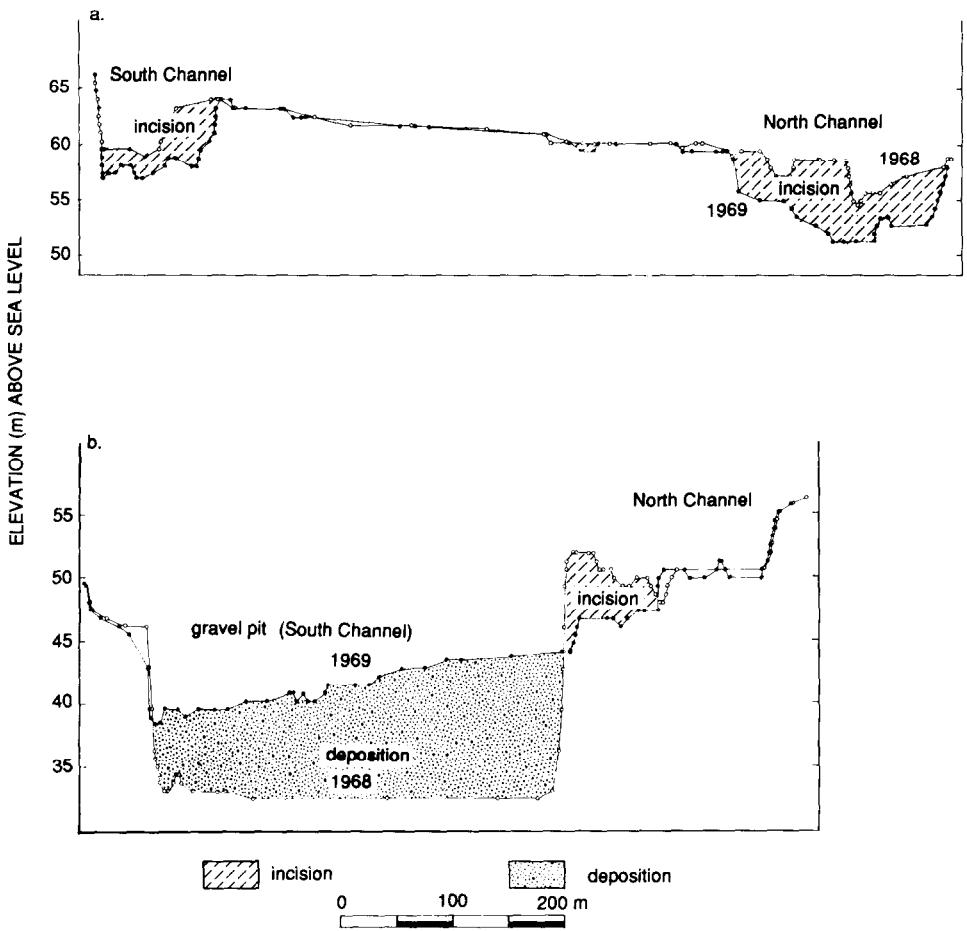 a.
South Channel
65
incision
60
North Channel
1968
incision
55
1969
50
ELEVATION (m) ABOVE SEA LEVEL
b.
North Channel
55
50
incision
gravel pit (South Channel)
45
1969
40
deposition
35
1968
incision
deposition
0 100 200 m